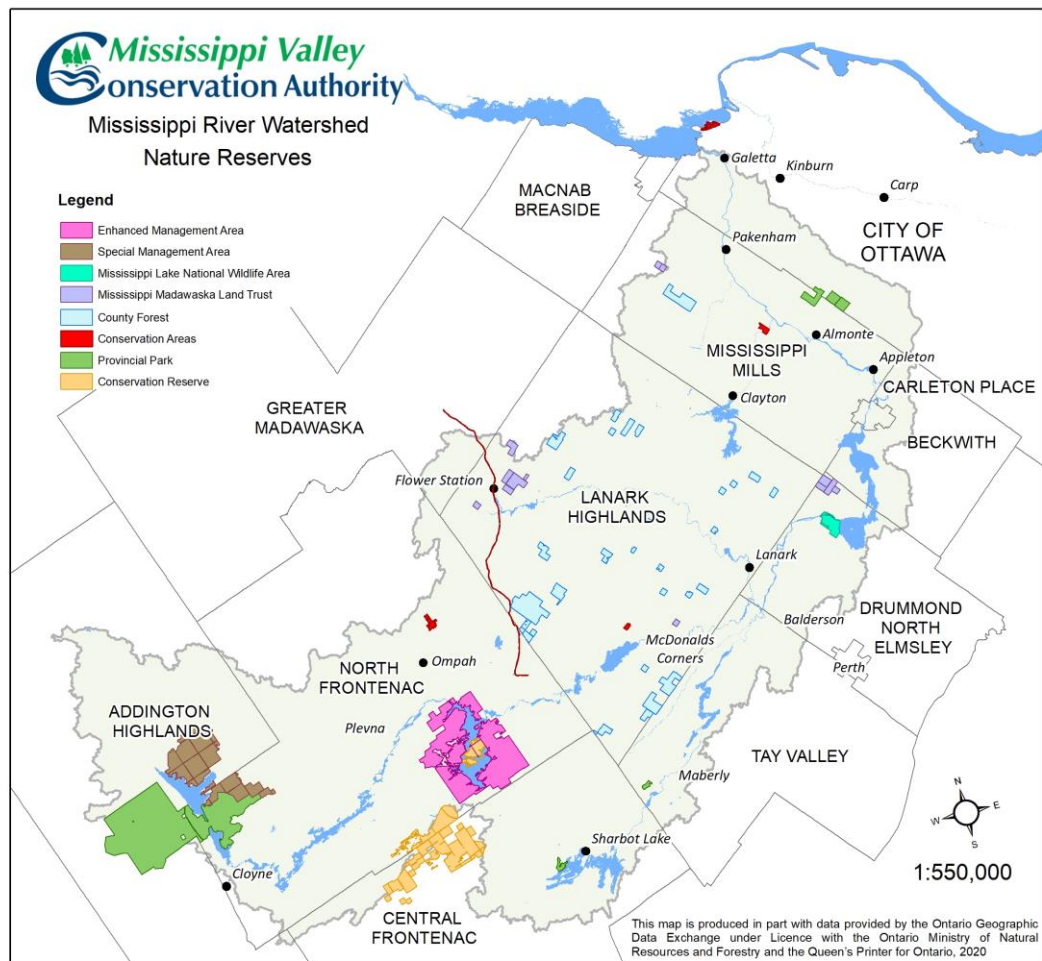 Mississippi Valley
Conservation Authority
Mississippi River Watershed
Nature Reserves
Legend
Enhanced Management Area
Special Management Area
Mississippi Lake National Wildlife Area
Mississippi Madawaska Land Trust
County Forest
Conservation Areas
Provincial Park
Conservation Reserve
Galetta
Kinburn
Carp
MACNAB
BREASIDE
CITY OF
OTTAWA
Pakenham
Almonte
MISSISSIPPI
MILLS
Appleton
CARLETON PLACE
Clayton
GREATER
MADAWASKA
BECKWITH
Flower Station
LANARK
HIGHLANDS
Lanark
DRUMMOND
NORTH
ELMSLEY
Balderson
McDonalds
Corners
Perth
Ompah
NORTH
FRONTENAC
ADDINGTON
HIGHLANDS
Plevna
TAY VALLEY
Maberly
N
E
W
S
Sharbot Lake
Cloyne
1:550,000
CENTRAL
FRONTENAC
This map is produced in part with data provided by the Ontario Geographic
Data Exchange under Licence with the Ontario Ministry of Natural
Resources and Forestry and the Queen's Printer for Ontario, 2020